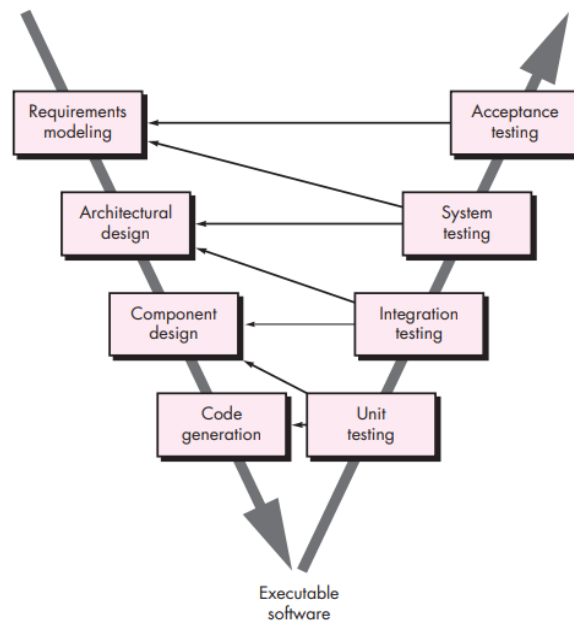 Requirements
modeling
Acceptance
testing
Architectural
design
System
testing
Component
design
Integration
testing
Code
generation
Unit
testing
Executable
software